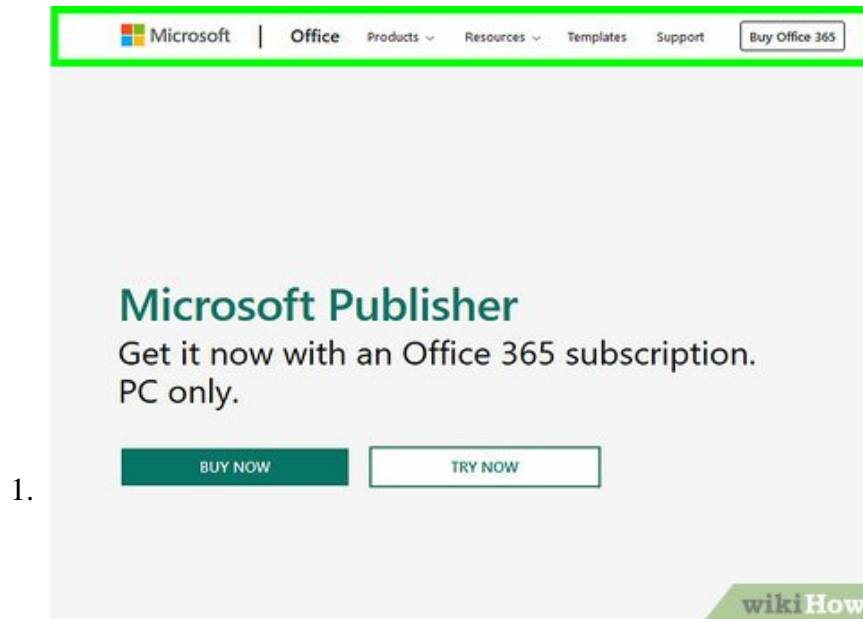 Microsoft | Office Products Resources Templates Support Buy Office 365
Microsoft Publisher
Get it now with an Office 365 subscription.
PC only.
BUY NOW TRY NOW
1.
wikiHow